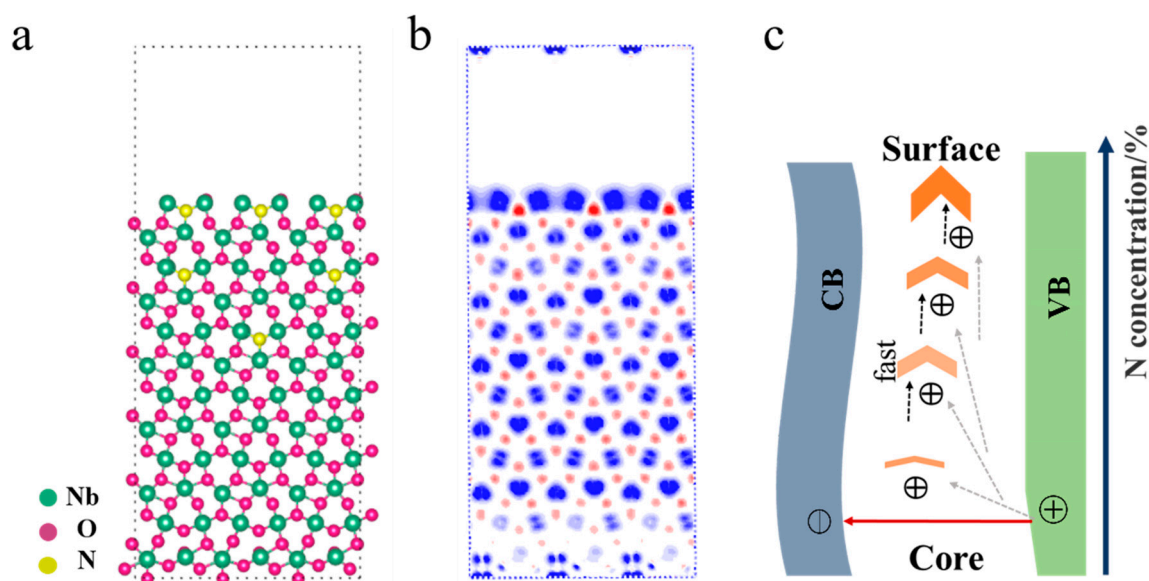 a
b
c
Surface
CB
VB
fast
N concentration/%
Core
Nb
O
N